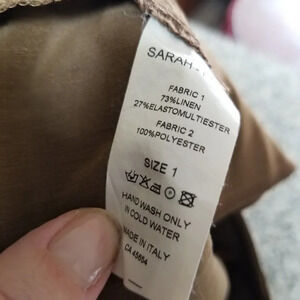 SARAH-
FABRIC 1
73%LINEN
27%ELASTOMULTIESTER
FABRIC 2
100%POLYESTER
SIZE 1
HAND WASH ONLY
IN COLD WATER
MADE IN ITALY
CA 45954